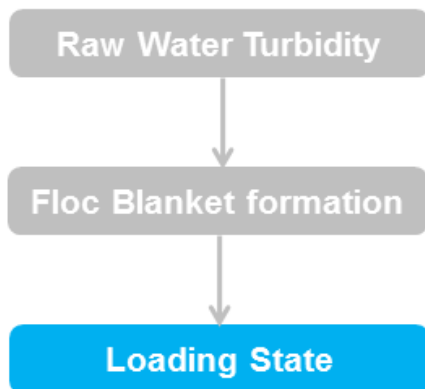 Raw Water Turbidity
Floc Blanket formation
Loading State